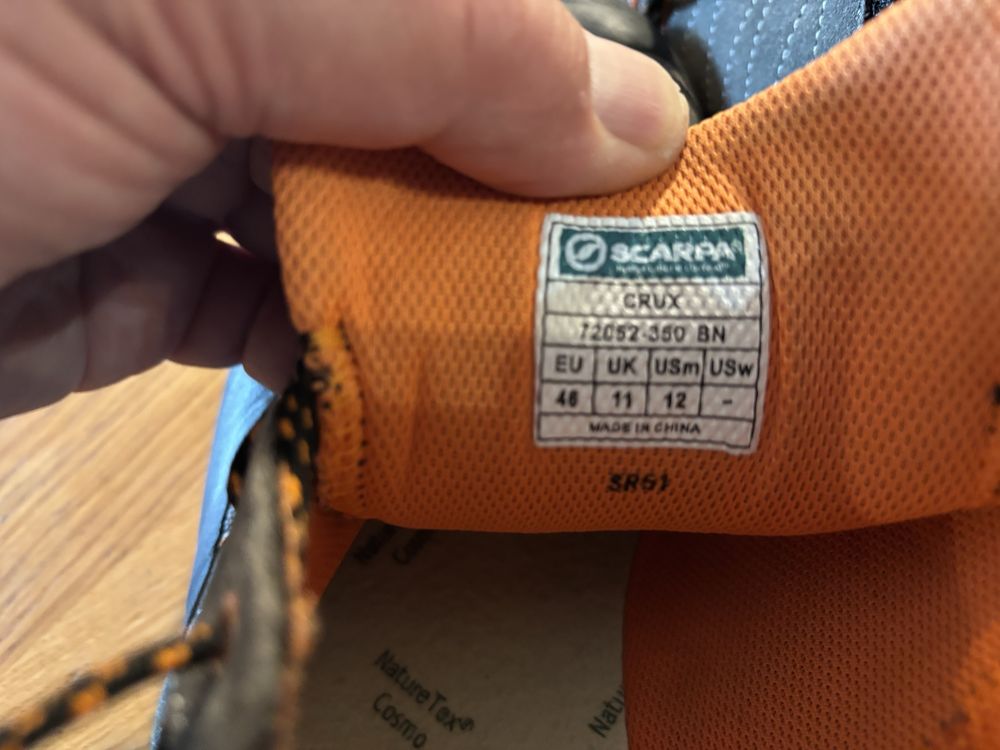 SCARPA®
CRUX
72052-350 BN
EU UK USm USw
46 11 12 -
MADE IN CHINA
SR61
NatureTex®
Cosmo